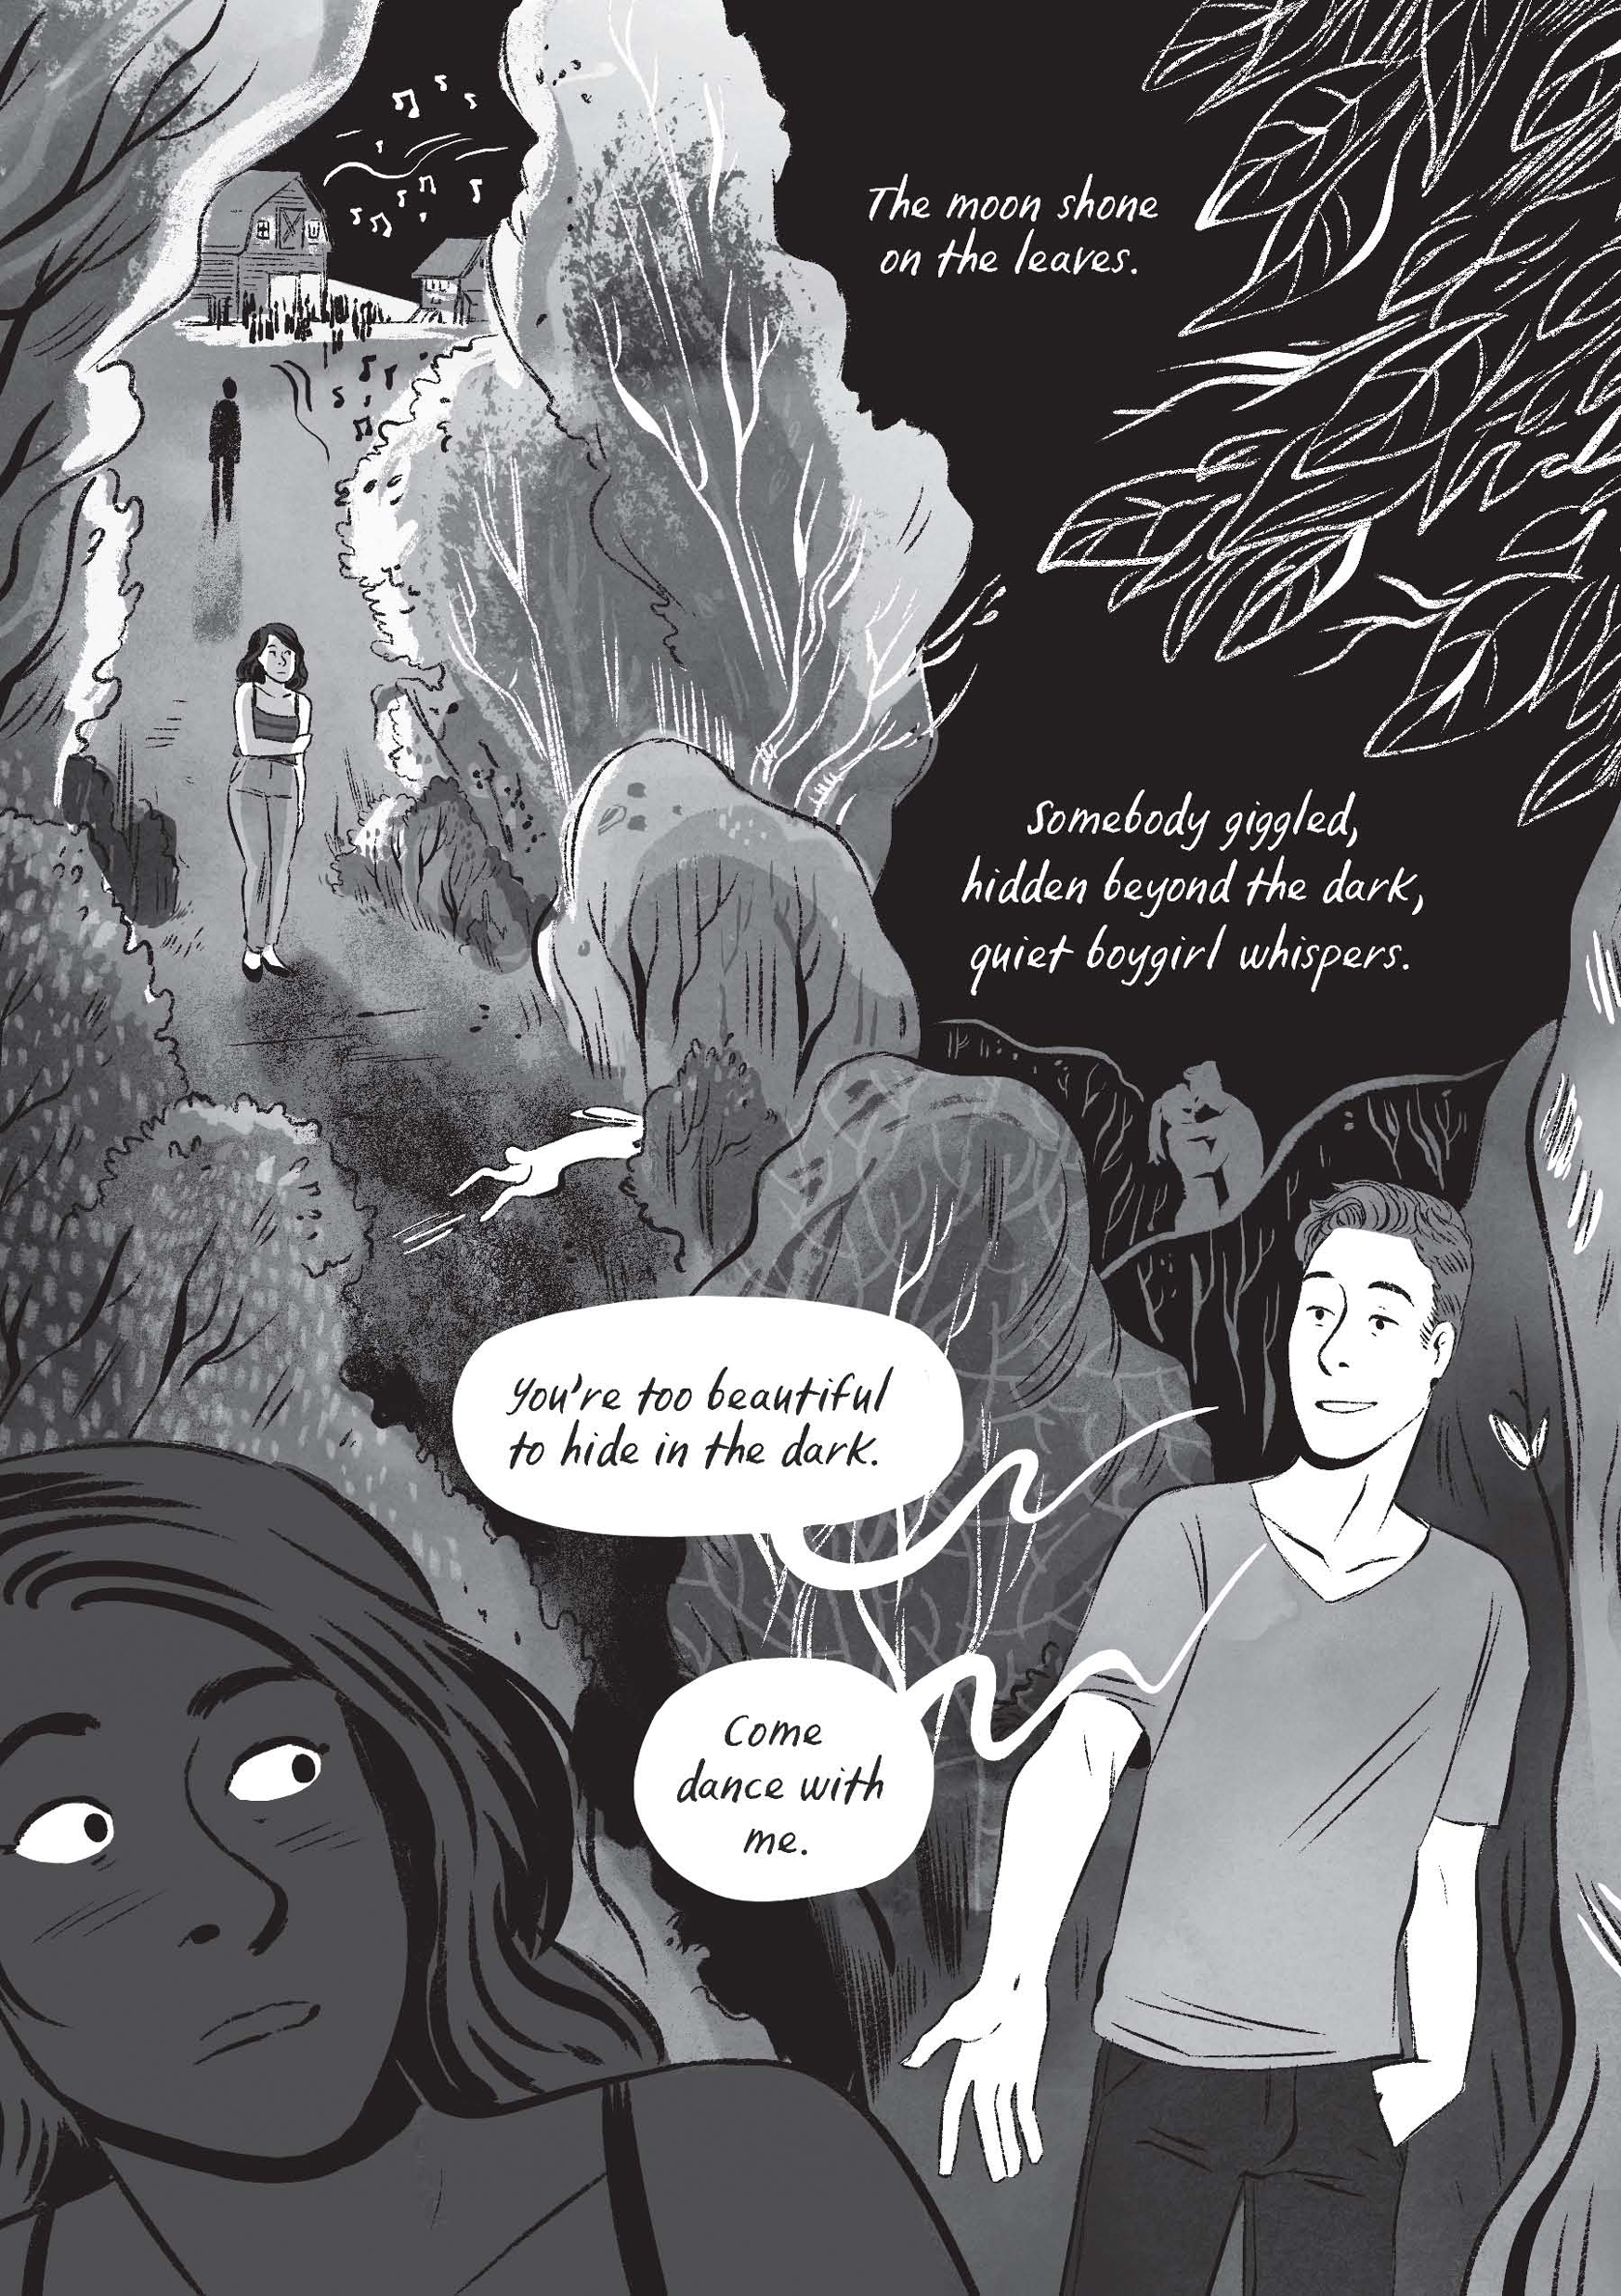 The moon shone
on the leaves.
Somebody giggled,
hidden beyond the dark,
quiet boygirl whispers.
You're too beautiful
to hide in the dark.
Come
dance with
me.